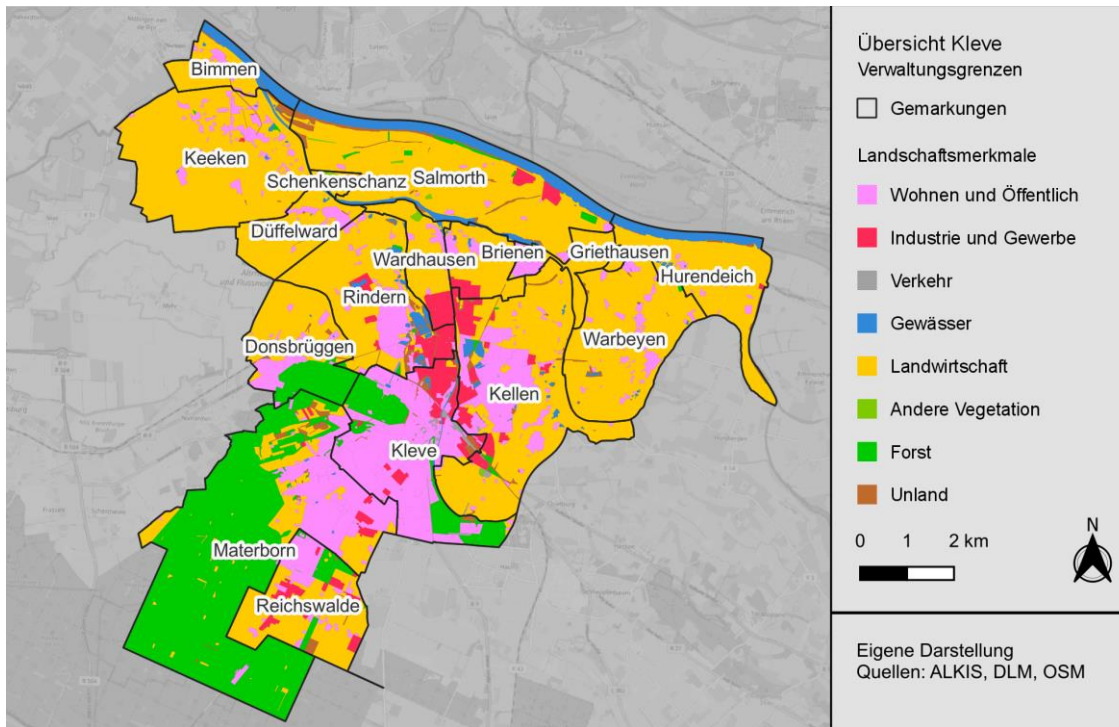 Bimmen
Keeken
Schenkenschanz
Salmorth
Düffelward
Wardhausen
Brienen
Griethausen
Hurendeich
Rindern
Donsbrüggen
Warbeyen
Kellen
Kleve
Materborn
Reichswalde
Übersicht Kleve
Verwaltungsgrenzen
Gemarkungen
Landschaftsmerkmale
Wohnen und Öffentlich
Industrie und Gewerbe
Verkehr
Gewässer
Landwirtschaft
Andere Vegetation
Forst
Unland
0 1 2 km
N
Eigene Darstellung
Quellen: ALKIS, DLM, OSM